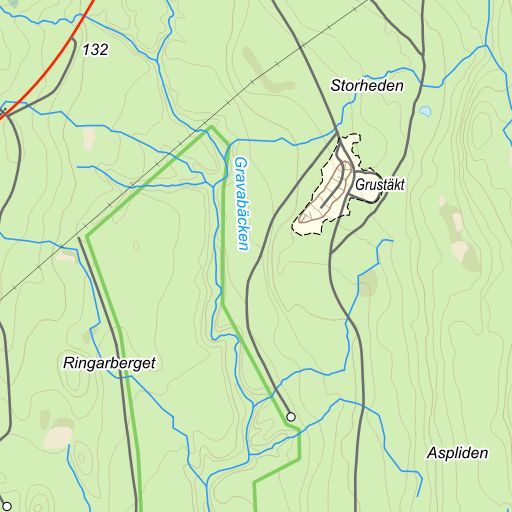 132
Storheden
Grustäkt
Gravabäcken
Ringarberget
Aspliden